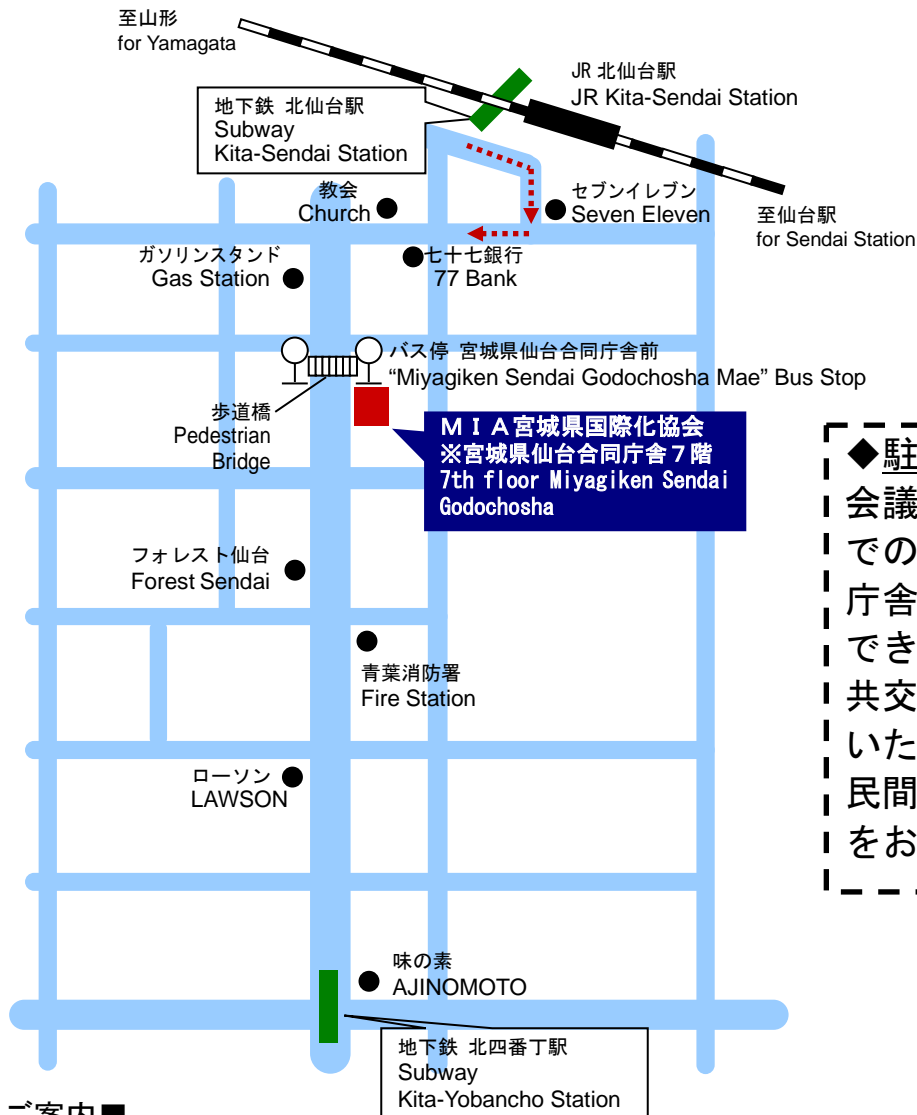 至山形
for Yamagata
JR 北仙台駅
JR Kita-Sendai Station
地下鉄 北仙台駅
Subway
Kita-Sendai Station
教会
Church
セブンイレブン
Seven Eleven
至仙台駅
for Sendai Station
ガソリンスタンド
Gas Station
七十七銀行
77 Bank
バス停 宮城県仙台合同庁舎前
“Miyagiken Sendai Godochosha Mae” Bus Stop
歩道橋
Pedestrian
Bridge
ＭＩＡ宮城県国際化協会
※宮城県仙台合同庁舎７階
7th floor Miyagiken Sendai
Godochosha
フォレスト仙台
Forest Sendai
青葉消防署
Fire Station
ローソン
LAWSON
味の素
AJINOMOTO
地下鉄 北四番丁駅
Subway
Kita-Yobancho Station
◆駐
会議
での
庁舎
でき
共交
いた
民間
をお
ご案内■